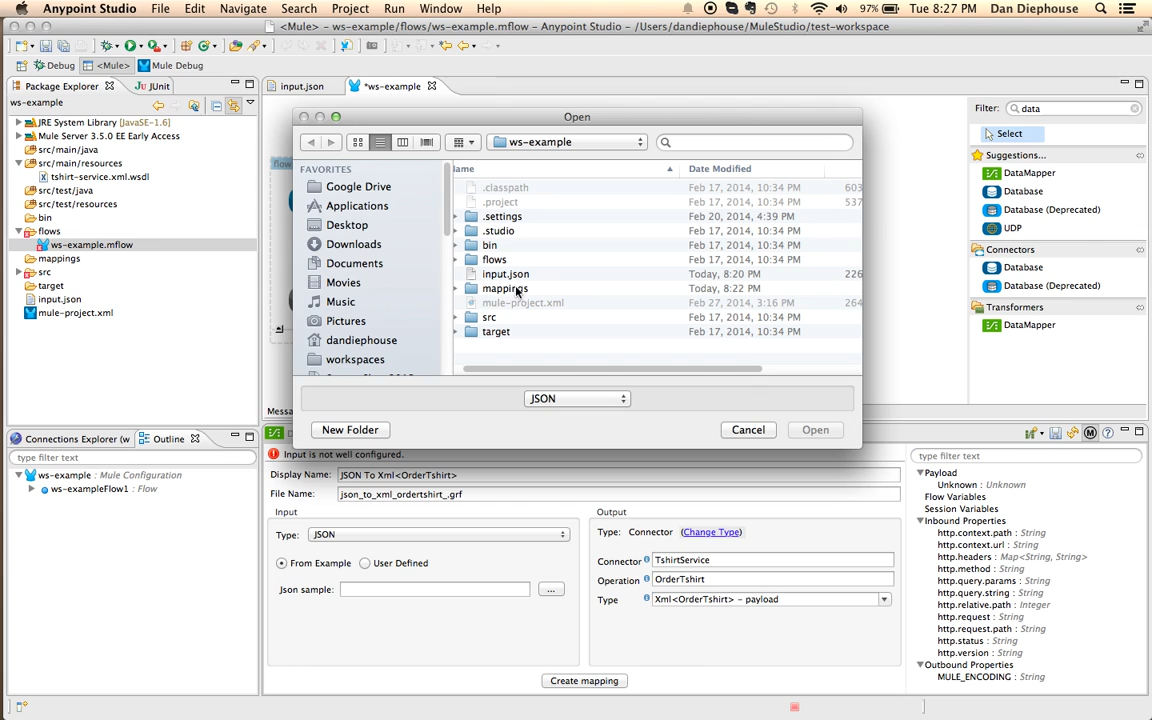 Anypoint Studio File Edit Navigate Search Project Run Window Help 97% Tue 8:27 PM Dan Diephouse
<Mule> – ws-example/flows/ws-example.mflow – Anypoint Studio – /Users/dandiephouse/MuleStudio/test-workspace
Debug <Mule> Mule Debug
Package Explorer JUnit
ws-example
JRE System Library [JavaSE-1.6]
Mule Server 3.5.0 EE Early Access
src/main/java
src/main/resources
tshirt-service.xml.wsdl
src/test/java
src/test/resources
bin
flows
ws-example.mflow
mappings
src
target
input.json
mule-project.xml
input.json *ws-example
flow
Messa
Open
ws-example
FAVORITES
Google Drive
Applications
Desktop
Downloads
Documents
Movies
Music
Pictures
dandiephouse
workspaces
lame Date Modified
.classpath Feb 17, 2014, 10:34 PM 603
.project Feb 17, 2014, 10:34 PM 537
.settings Feb 20, 2014, 4:39 PM
.studio Feb 17, 2014, 10:34 PM
bin Feb 17, 2014, 10:34 PM
flows Feb 17, 2014, 10:34 PM
input.json Today, 8:20 PM 226
mappings Today, 8:22 PM
mule-project.xml Feb 27, 2014, 3:16 PM 264
src Feb 17, 2014, 10:34 PM
target Feb 17, 2014, 10:34 PM
JSON
New Folder Cancel Open
Filter: data
Select
Suggestions...
DataMapper
Database
Database (Deprecated)
UDP
Connectors
Database
Database (Deprecated)
Transformers
DataMapper
Connections Explorer (w Outline
type filter text
ws-example : Mule Configuration
ws-exampleFlow1 : Flow
Input is not well configured.
Display Name: JSON To Xml<OrderTshirt>
File Name: json_to_xml_ordertshirt_.grf
Input
Type: JSON
From Example User Defined
Json sample: ...
Output
Type: Connector (Change Type)
Connector TshirtService
Operation OrderTshirt
Type Xml<OrderTshirt> – payload
Create mapping
type filter text
Payload
Unknown : Unknown
Flow Variables
Session Variables
Inbound Properties
http.context.path : String
http.context.url : String
http.headers : Map<String, String>
http.method : String
http.query.params : String
http.query.string : String
http.relative.path : Integer
http.request : String
http.request.path : String
http.status : String
http.version : String
Outbound Properties
MULE_ENCODING : String